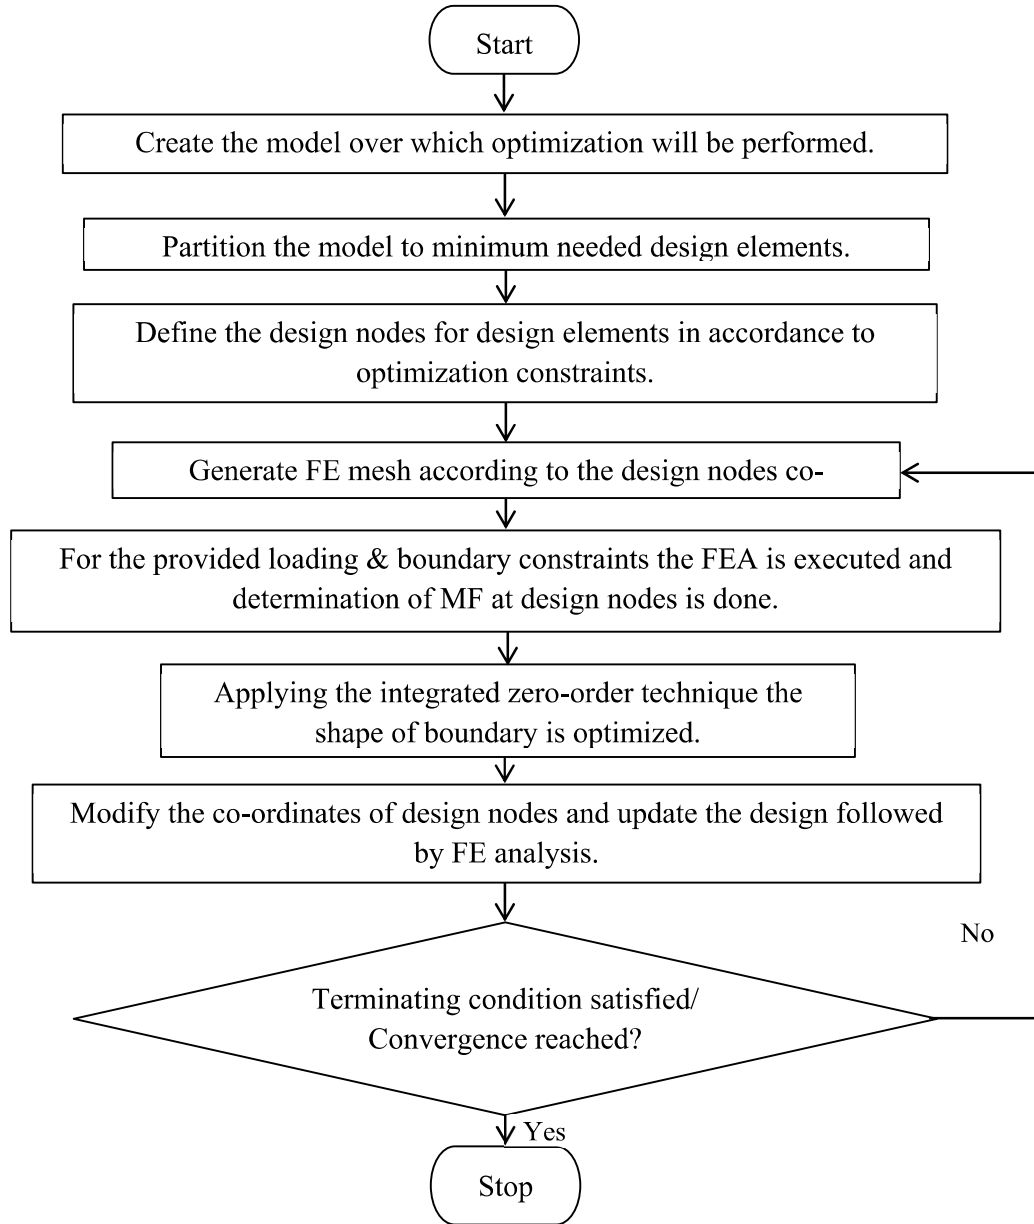 Start
Create the model over which optimization will be performed.
Partition the model to minimum needed design elements.
Define the design nodes for design elements in accordance to
optimization constraints.
Generate FE mesh according to the design nodes co-
For the provided loading & boundary constraints the FEA is executed and
determination of MF at design nodes is done.
Applying the integrated zero-order technique the
shape of boundary is optimized.
Modify the co-ordinates of design nodes and update the design followed
by FE analysis.
No
Terminating condition satisfied/
Convergence reached?
Yes
Stop